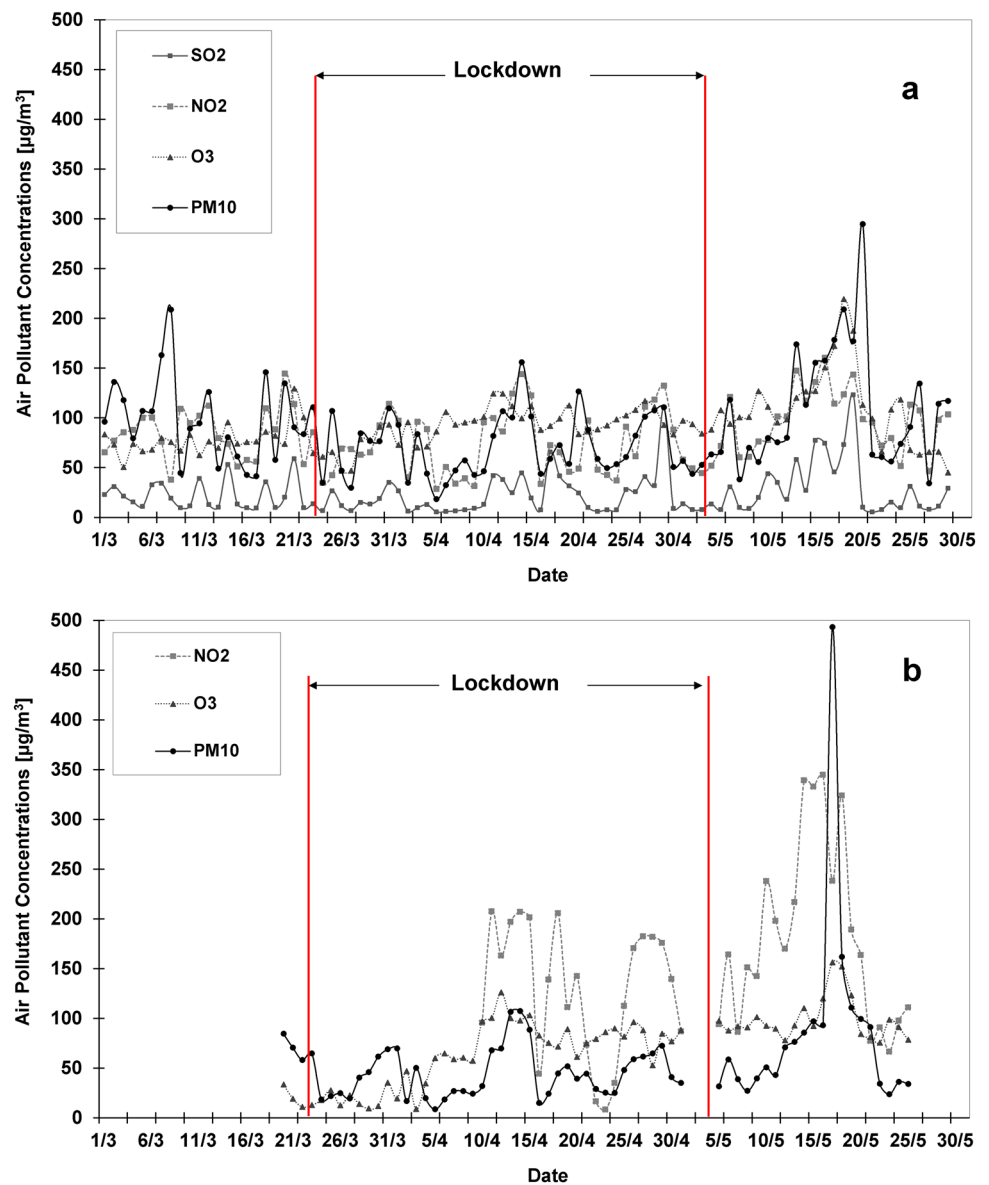 500
450
400
350
300
250
200
150
100
50
0
Air Pollutant Concentrations [µg/m³]
SO2
NO2
O3
PM10
Lockdown
a
1/3 6/3 11/3 16/3 21/3 26/3 31/3 5/4 10/4 15/4 20/4 25/4 30/4 5/5 10/5 15/5 20/5 25/5 30/5
Date
500
450
400
350
300
250
200
150
100
50
0
Air Pollutant Concentrations [µg/m³]
NO2
O3
PM10
Lockdown
b
1/3 6/3 11/3 16/3 21/3 26/3 31/3 5/4 10/4 15/4 20/4 25/4 30/4 5/5 10/5 15/5 20/5 25/5 30/5
Date